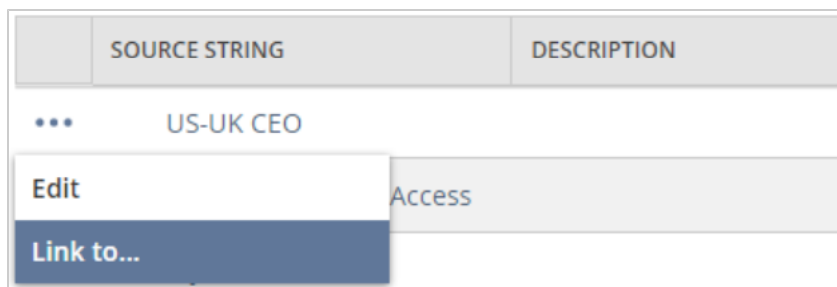 SOURCE STRING DESCRIPTION
US-UK CEO
Edit
Access
Link to...